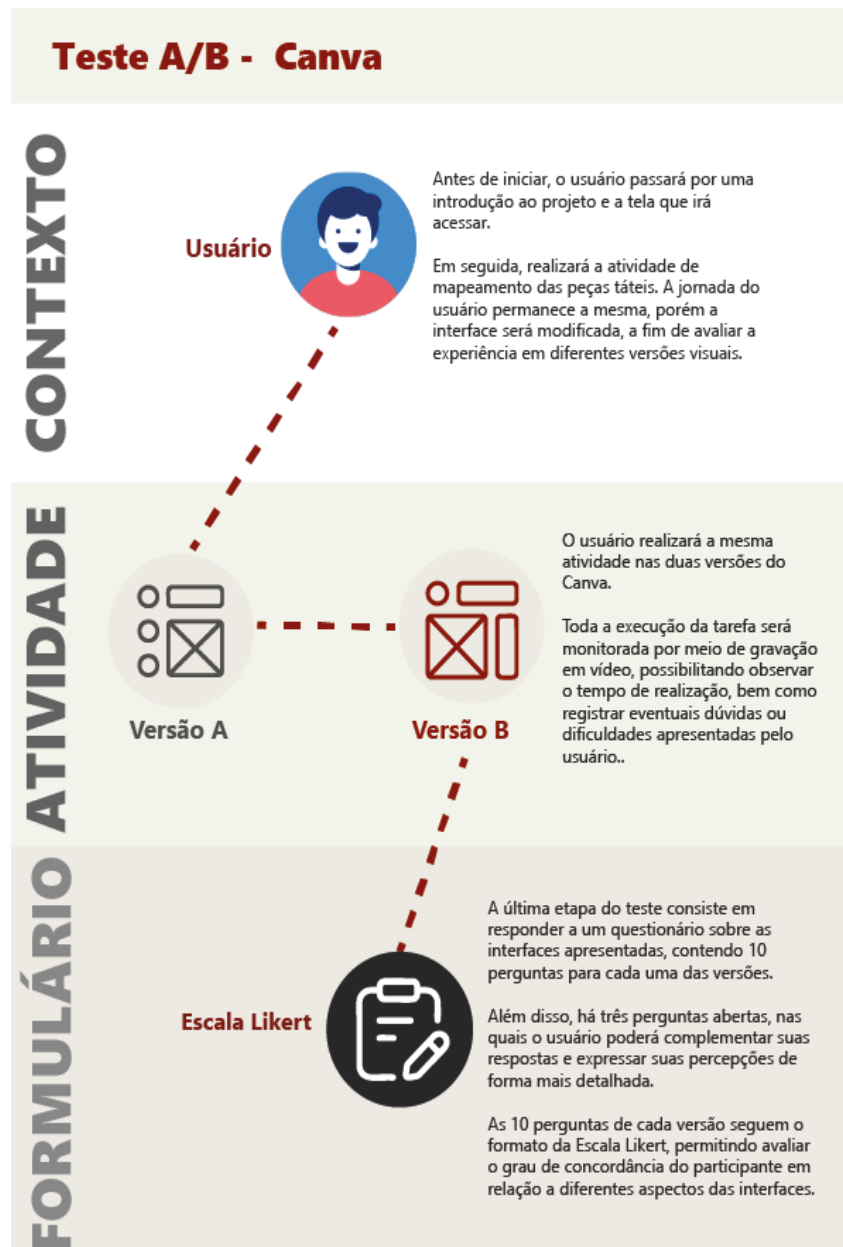 Teste A/B - Canva
CONTEXTO
Usuário
Antes de iniciar, o usuário passará por uma
introdução ao projeto e a tela que irá
acessar.
Em seguida, realizará a atividade de
mapeamento das peças táteis. A jornada do
usuário permanece a mesma, porém a
interface será modificada, a fim de avaliar a
experiência em diferentes versões visuais.
ATIVIDADE
Versão A
Versão B
O usuário realizará a mesma
atividade nas duas versões do
Canva.
Toda a execução da tarefa será
monitorada por meio de gravação
em vídeo, possibilitando observar
o tempo de realização, bem como
registrar eventuais dúvidas ou
dificuldades apresentadas pelo
usuário..
FORMULÁRIO
Escala Likert
A última etapa do teste consiste em
responder a um questionário sobre as
interfaces apresentadas, contendo 10
perguntas para cada uma das versões.
Além disso, há três perguntas abertas, nas
quais o usuário poderá complementar suas
respostas e expressar suas percepções de
forma mais detalhada.
As 10 perguntas de cada versão seguem o
formato da Escala Likert, permitindo avaliar
o grau de concordância do participante em
relação a diferentes aspectos das interfaces.